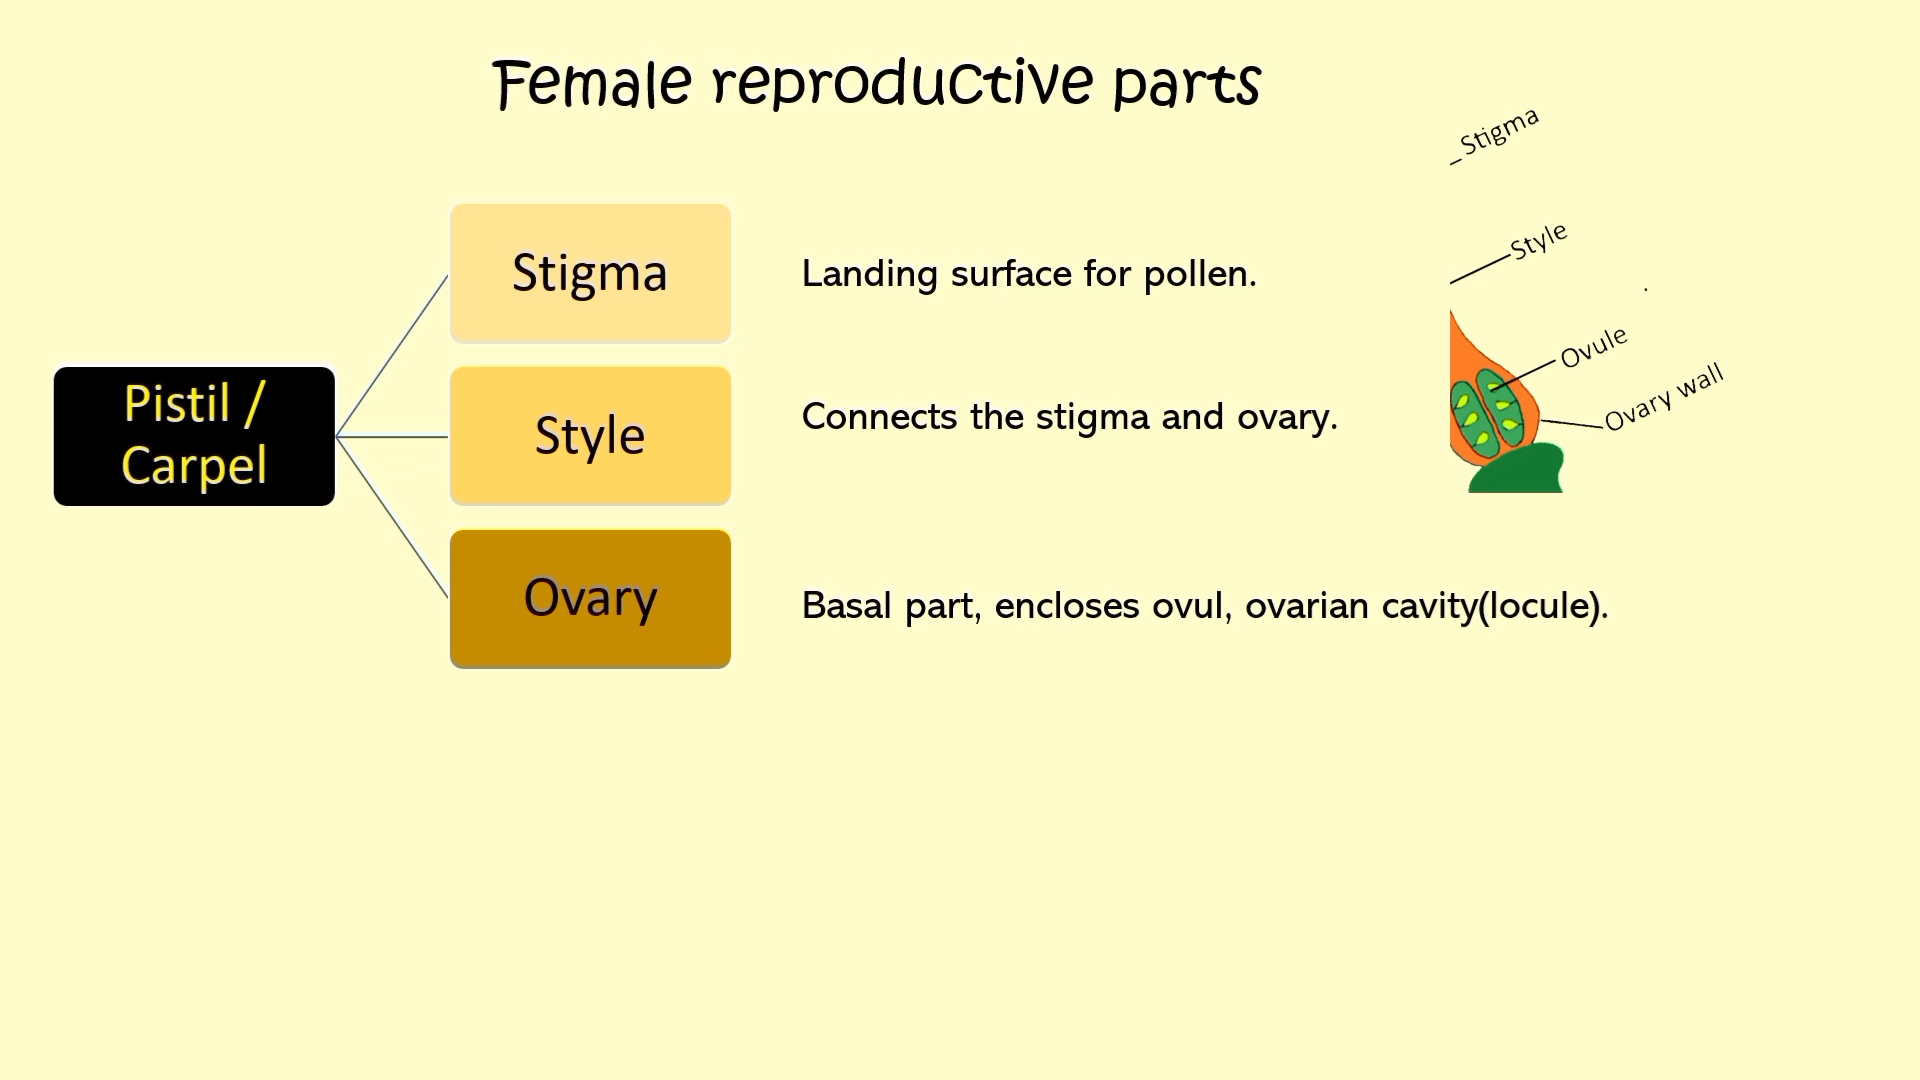 Female reproductive parts
Pistil /
Carpel
Stigma
Landing surface for pollen.
Style
Connects the stigma and ovary.
Ovary
Basal part, encloses ovul, ovarian cavity(locule).
Stigma
Style
Ovule
Ovary wall